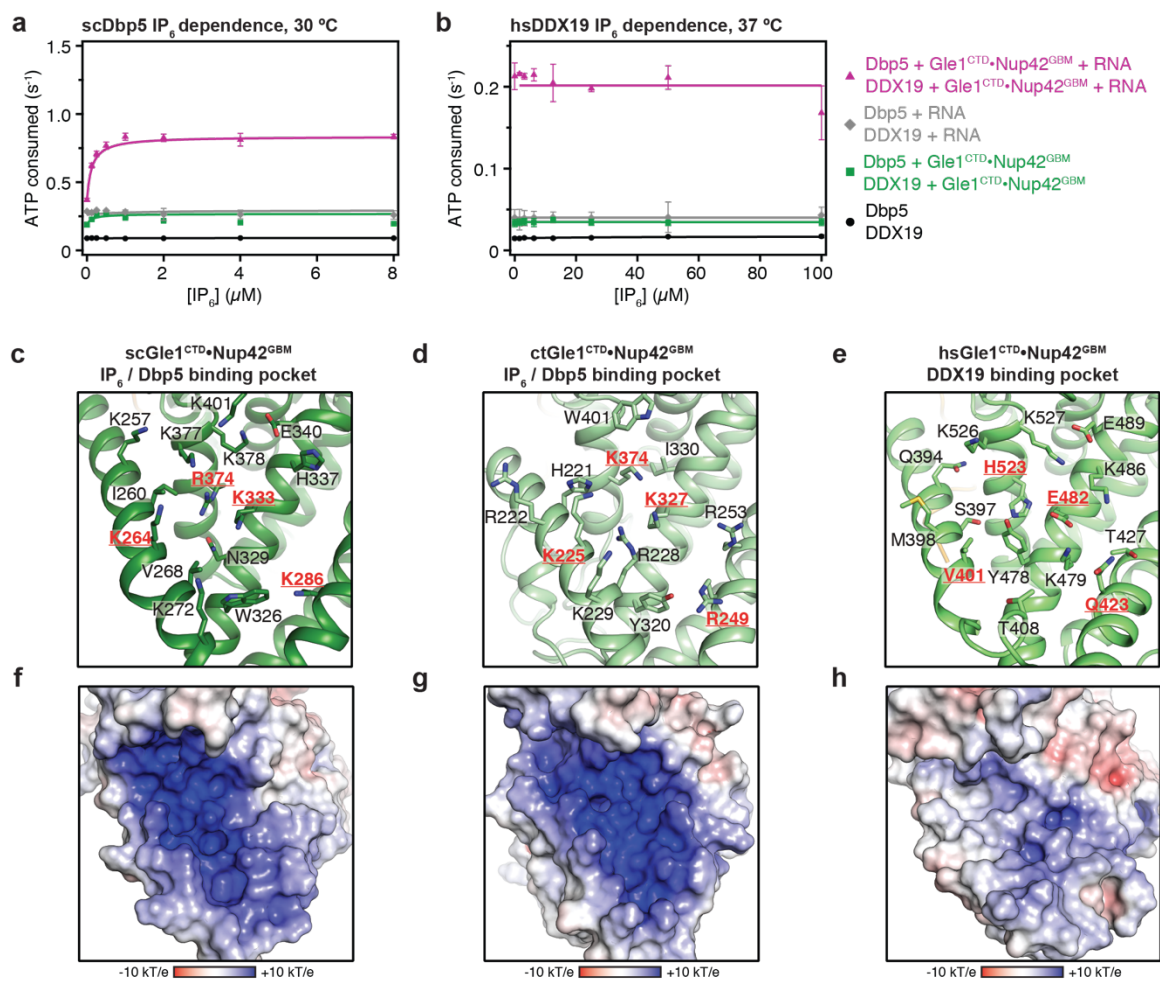 a
scDbp5 IP6 dependence, 30 ºC
ATP consumed (s-1)
1.5
1.0
0.5
0
0 2 4 6 8
[IP6] (µM)
b
hsDDX19 IP6 dependence, 37 ºC
ATP consumed (s-1)
0.2
0.1
0
0 20 40 60 80 100
[IP6] (µM)
Dbp5 + Gle1CTD•Nup42GBM + RNA
DDX19 + Gle1CTD•Nup42GBM + RNA
Dbp5 + RNA
DDX19 + RNA
Dbp5 + Gle1CTD•Nup42GBM
DDX19 + Gle1CTD•Nup42GBM
Dbp5
DDX19
c
scGle1CTD•Nup42GBM
IP6 / Dbp5 binding pocket
K401
K257
K377
E340
K378
H337
R374
I260
K333
K264
N329
V268
K286
K272
W326
d
ctGle1CTD•Nup42GBM
IP6 / Dbp5 binding pocket
W401
K374
I330
H221
K327
R222
R253
K225
R228
K229
Y320
R249
e
hsGle1CTD•Nup42GBM
DDX19 binding pocket
K527
E489
K526
Q394
H523
K486
E482
S397
M398
T427
V401
Y478
K479
Q423
T408
f
-10 kT/e +10 kT/e
g
-10 kT/e +10 kT/e
h
-10 kT/e +10 kT/e